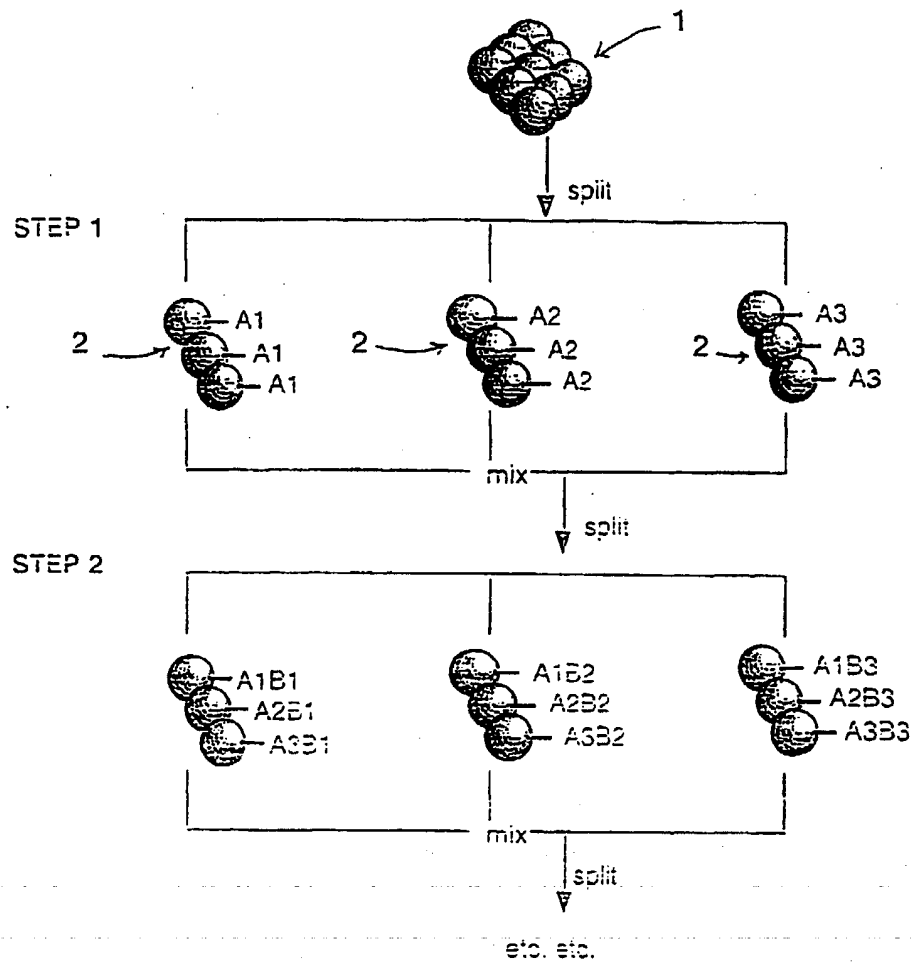 1
split
STEP 1
A1 A2 A3
2 A1 2 A2 2 A3
A1 A2 A3
mix
split
STEP 2
A1B1 A1B2 A1B3
A2B1 A2B2 A2B3
A3B1 A3B2 A3B3
mix
split
etc. etc.